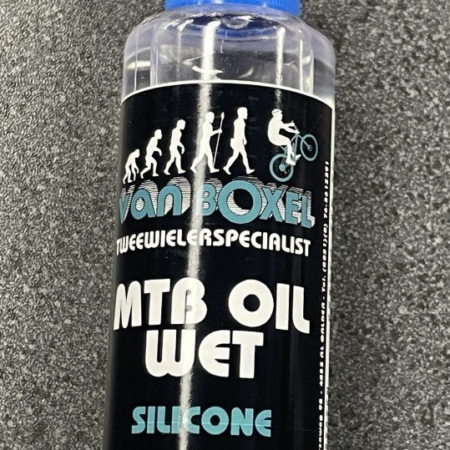 VAN BOXEL
TWEEWIELERSPECIALIST
MTB OIL
WET
SILICONE